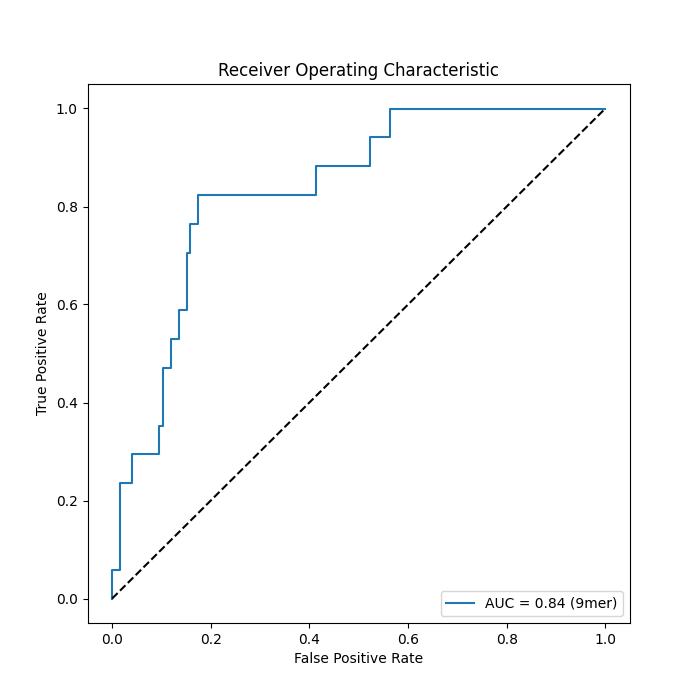 Receiver Operating Characteristic
1.0
0.8
0.6
0.4
0.2
0.0
True Positive Rate
AUC = 0.84 (9mer)
0.0 0.2 0.4 0.6 0.8 1.0
False Positive Rate